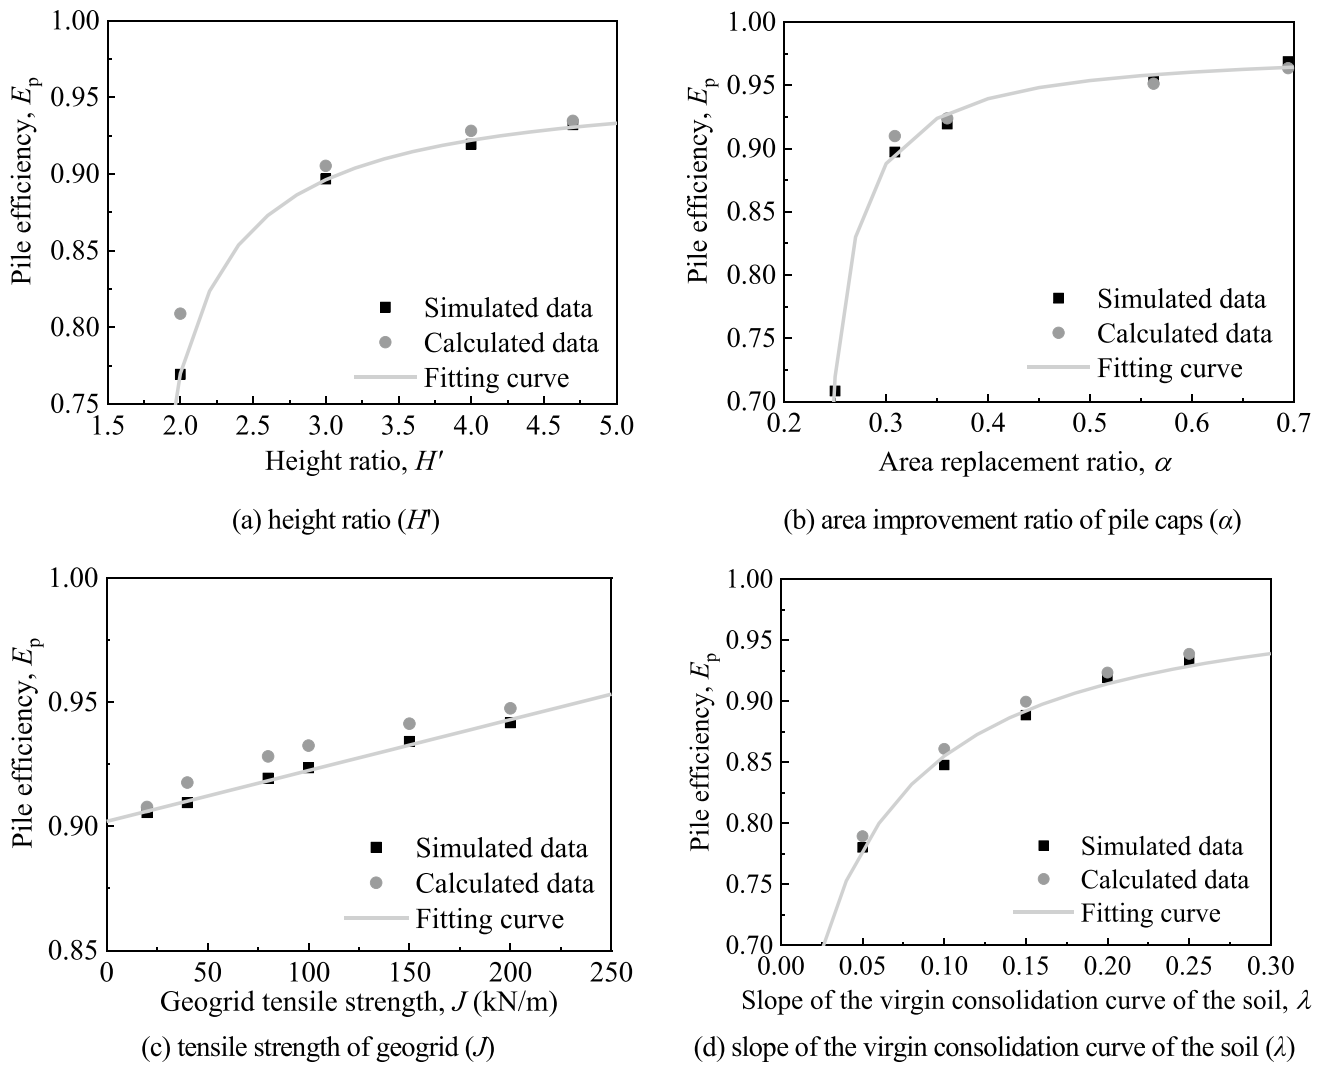 1.00
0.95
0.90
0.85
0.80
0.75
Pile efficiency, Ep
Simulated data
Calculated data
Fitting curve
1.5 2.0 2.5 3.0 3.5 4.0 4.5 5.0
Height ratio, H'
(a) height ratio (H')
1.00
0.95
0.90
0.85
0.80
0.75
0.70
Pile efficiency, Ep
Simulated data
Calculated data
Fitting curve
0.2 0.3 0.4 0.5 0.6 0.7
Area replacement ratio, α
(b) area improvement ratio of pile caps (α)
1.00
0.95
0.90
0.85
Pile efficiency, Ep
Simulated data
Calculated data
Fitting curve
0 50 100 150 200 250
Geogrid tensile strength, J (kN/m)
(c) tensile strength of geogrid (J)
1.00
0.95
0.90
0.85
0.80
0.75
0.70
Pile efficiency, Ep
Simulated data
Calculated data
Fitting curve
0.00 0.05 0.10 0.15 0.20 0.25 0.30
Slope of the virgin consolidation curve of the soil, λ
(d) slope of the virgin consolidation curve of the soil (λ)